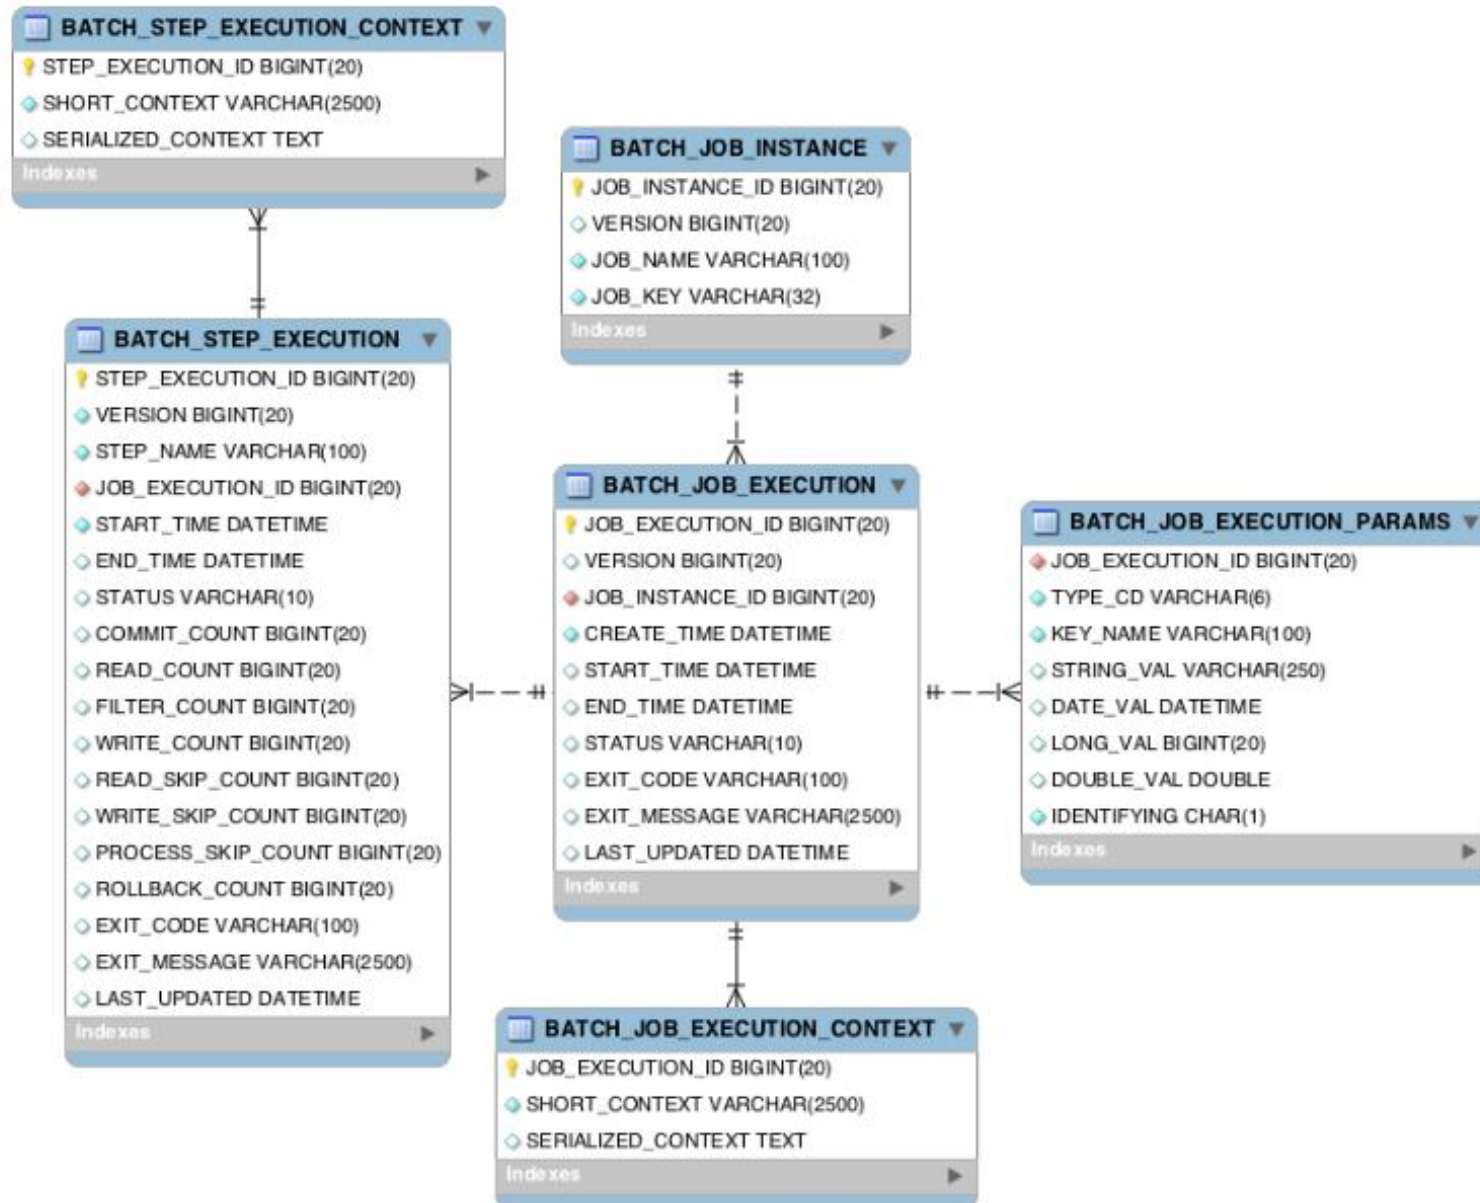 BATCH_STEP_EXECUTION_CONTEXT
STEP_EXECUTION_ID BIGINT(20)
SHORT_CONTEXT VARCHAR(2500)
SERIALIZED_CONTEXT TEXT
Indexes
BATCH_JOB_INSTANCE
JOB_INSTANCE_ID BIGINT(20)
VERSION BIGINT(20)
JOB_NAME VARCHAR(100)
JOB_KEY VARCHAR(32)
Indexes
BATCH_STEP_EXECUTION
STEP_EXECUTION_ID BIGINT(20)
VERSION BIGINT(20)
STEP_NAME VARCHAR(100)
JOB_EXECUTION_ID BIGINT(20)
START_TIME DATETIME
END_TIME DATETIME
STATUS VARCHAR(10)
COMMIT_COUNT BIGINT(20)
READ_COUNT BIGINT(20)
FILTER_COUNT BIGINT(20)
WRITE_COUNT BIGINT(20)
READ_SKIP_COUNT BIGINT(20)
WRITE_SKIP_COUNT BIGINT(20)
PROCESS_SKIP_COUNT BIGINT(20)
ROLLBACK_COUNT BIGINT(20)
EXIT_CODE VARCHAR(100)
EXIT_MESSAGE VARCHAR(2500)
LAST_UPDATED DATETIME
Indexes
BATCH_JOB_EXECUTION
JOB_EXECUTION_ID BIGINT(20)
VERSION BIGINT(20)
JOB_INSTANCE_ID BIGINT(20)
CREATE_TIME DATETIME
START_TIME DATETIME
END_TIME DATETIME
STATUS VARCHAR(10)
EXIT_CODE VARCHAR(100)
EXIT_MESSAGE VARCHAR(2500)
LAST_UPDATED DATETIME
Indexes
BATCH_JOB_EXECUTION_PARAMS
JOB_EXECUTION_ID BIGINT(20)
TYPE_CD VARCHAR(6)
KEY_NAME VARCHAR(100)
STRING_VAL VARCHAR(250)
DATE_VAL DATETIME
LONG_VAL BIGINT(20)
DOUBLE_VAL DOUBLE
IDENTIFYING CHAR(1)
Indexes
BATCH_JOB_EXECUTION_CONTEXT
JOB_EXECUTION_ID BIGINT(20)
SHORT_CONTEXT VARCHAR(2500)
SERIALIZED_CONTEXT TEXT
Indexes